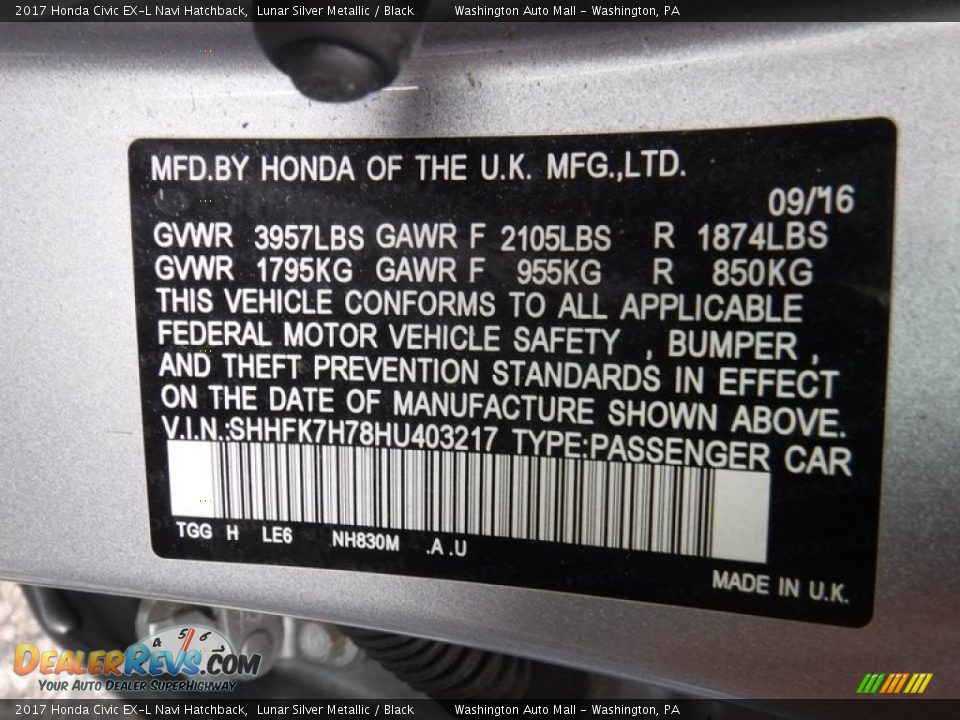 2017 Honda Civic EX-L Navi Hatchback, Lunar Silver Metallic / Black Washington Auto Mall - Washington, PA
MFD.BY HONDA OF THE U.K. MFG.,LTD.
09/'16
GVWR 3957LBS GAWR F 2105LBS R 1874LBS
GVWR 1795KG GAWR F 955KG R 850KG
THIS VEHICLE CONFORMS TO ALL APPLICABLE
FEDERAL MOTOR VEHICLE SAFETY , BUMPER ,
AND THEFT PREVENTION STANDARDS IN EFFECT
ON THE DATE OF MANUFACTURE SHOWN ABOVE.
V.I.N.:SHHFK7H78HU403217 TYPE:PASSENGER CAR
TGG H LE6 NH830M .A .U
MADE IN U.K.
4 5 6
DEALERREVS.COM
YOUR AUTO DEALER SUPERHIGHWAY
2017 Honda Civic EX-L Navi Hatchback, Lunar Silver Metallic / Black Washington Auto Mall - Washington, PA